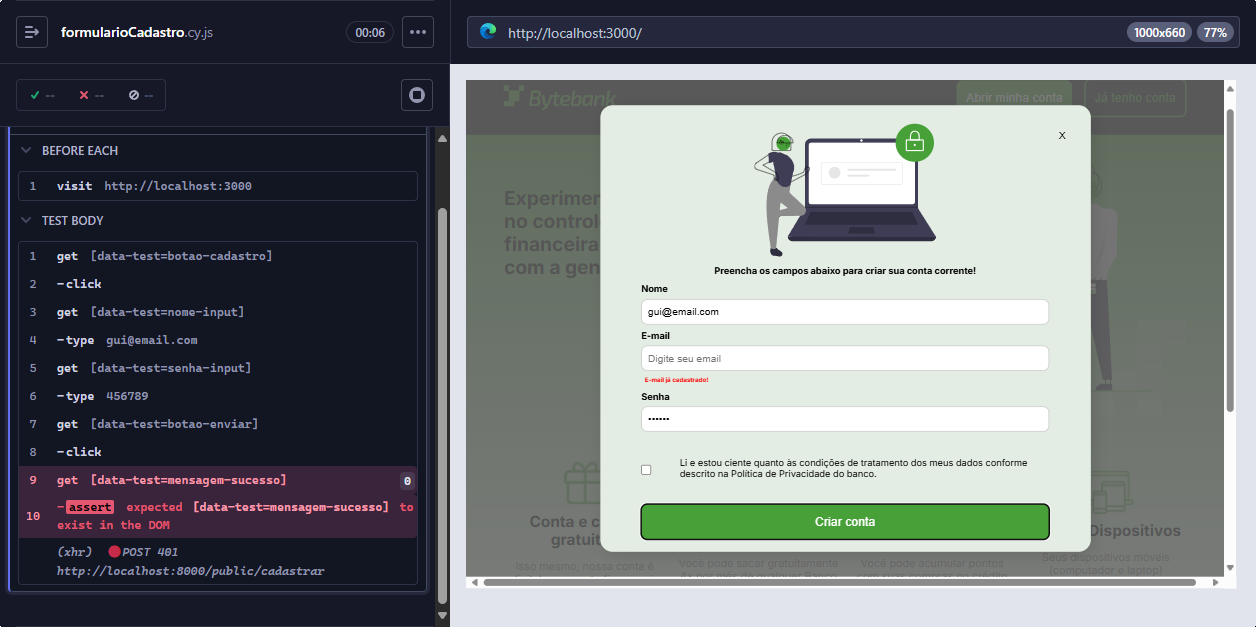 formularioCadastro.cy.js
00:06
http://localhost:3000/
1000x660
77%
--
--
--
BEFORE EACH
1 visit http://localhost:3000
TEST BODY
1 get [data-test=botao-cadastro]
2 -click
3 get [data-test=nome-input]
4 -type gui@email.com
5 get [data-test=senha-input]
6 -type 456789
7 get [data-test=botao-enviar]
8 -click
9 get [data-test=mensagem-sucesso] 0
10 -assert expected [data-test=mensagem-sucesso] to
exist in the DOM
(xhr) POST 401
http://localhost:8000/public/cadastrar
Bytebank
Abrir minha conta
Já tenho conta
x
Experimen
no control
financeira
com a gen
Preencha os campos abaixo para criar sua conta corrente!
Nome
gui@email.com
E-mail
Digite seu email
E-mail já cadastrado!
Senha
••••••
Li e estou ciente quanto às condições de tratamento dos meus dados conforme
descrito na Política de Privacidade do banco.
Criar conta
Conta e c
gratui
Dispositivos
Isso mesmo, nossa conta é
Você pode sacar gratuitamente
Você pode acumular pontos
Seus dispositivos móveis
(computador e laptop)